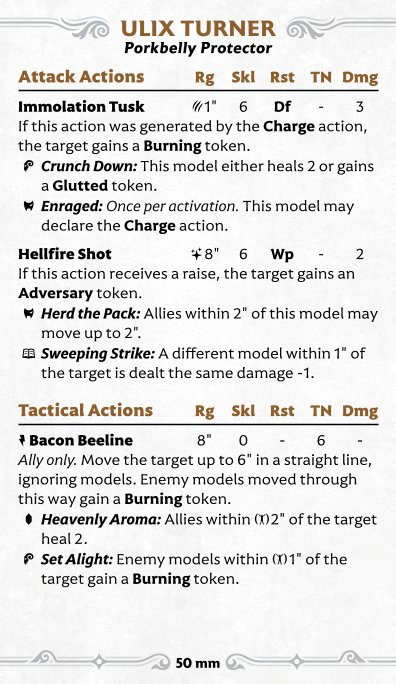 ULIX TURNER
Porkbelly Protector
Attack Actions Rg Skl Rst TN Dmg
Immolation Tusk 1" 6 Df - 3
If this action was generated by the Charge action,
the target gains a Burning token.
Crunch Down: This model either heals 2 or gains
a Glutted token.
Enraged: Once per activation. This model may
declare the Charge action.
Hellfire Shot 8" 6 Wp - 2
If this action receives a raise, the target gains an
Adversary token.
Herd the Pack: Allies within 2" of this model may
move up to 2".
Sweeping Strike: A different model within 1" of
the target is dealt the same damage -1.
Tactical Actions Rg Skl Rst TN Dmg
Bacon Beeline 8" 0 - 6 -
Ally only. Move the target up to 6" in a straight line,
ignoring models. Enemy models moved through
this way gain a Burning token.
Heavenly Aroma: Allies within 2" of the target
heal 2.
Set Alight: Enemy models within 1" of the
target gain a Burning token.
50 mm